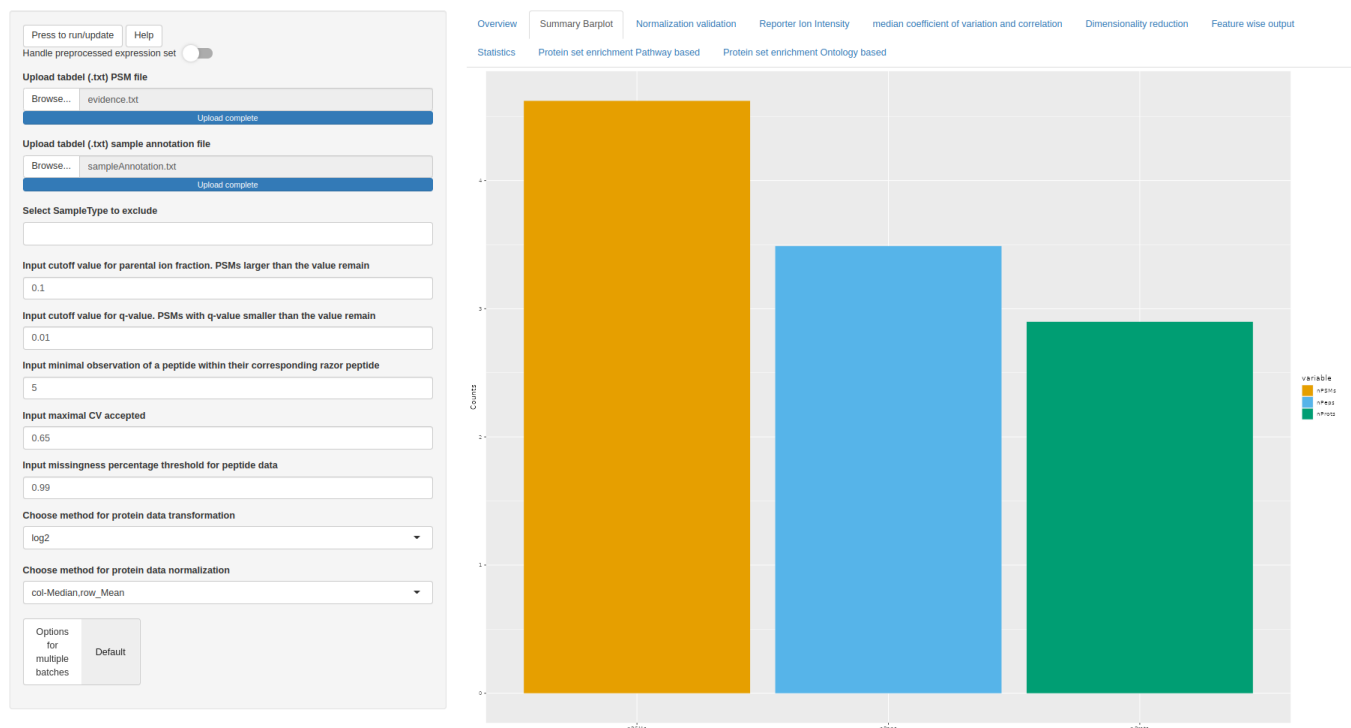 Press to run/update
Help
Handle preprocessed expression set
Upload tabdel (.txt) PSM file
Browse...
evidence.txt
Upload complete
Upload tabdel (.txt) sample annotation file
Browse...
sampleAnnotation.txt
Upload complete
Select SampleType to exclude
Input cutoff value for parental ion fraction. PSMs larger than the value remain
0.1
Input cutoff value for q-value. PSMs with q-value smaller than the value remain
0.01
Input minimal observation of a peptide within their corresponding razor peptide
5
Input maximal CV accepted
0.65
Input missingness percentage threshold for peptide data
0.99
Choose method for protein data transformation
log2
Choose method for protein data normalization
col-Median,row_Mean
Options
for
multiple
batches
Default
Overview
Summary Barplot
Normalization validation
Reporter Ion Intensity
median coefficient of variation and correlation
Dimensionality reduction
Feature wise output
Statistics
Protein set enrichment Pathway based
Protein set enrichment Ontology based
4
3
2
1
0
Counts
variable
nPSMs
nPeps
nProts